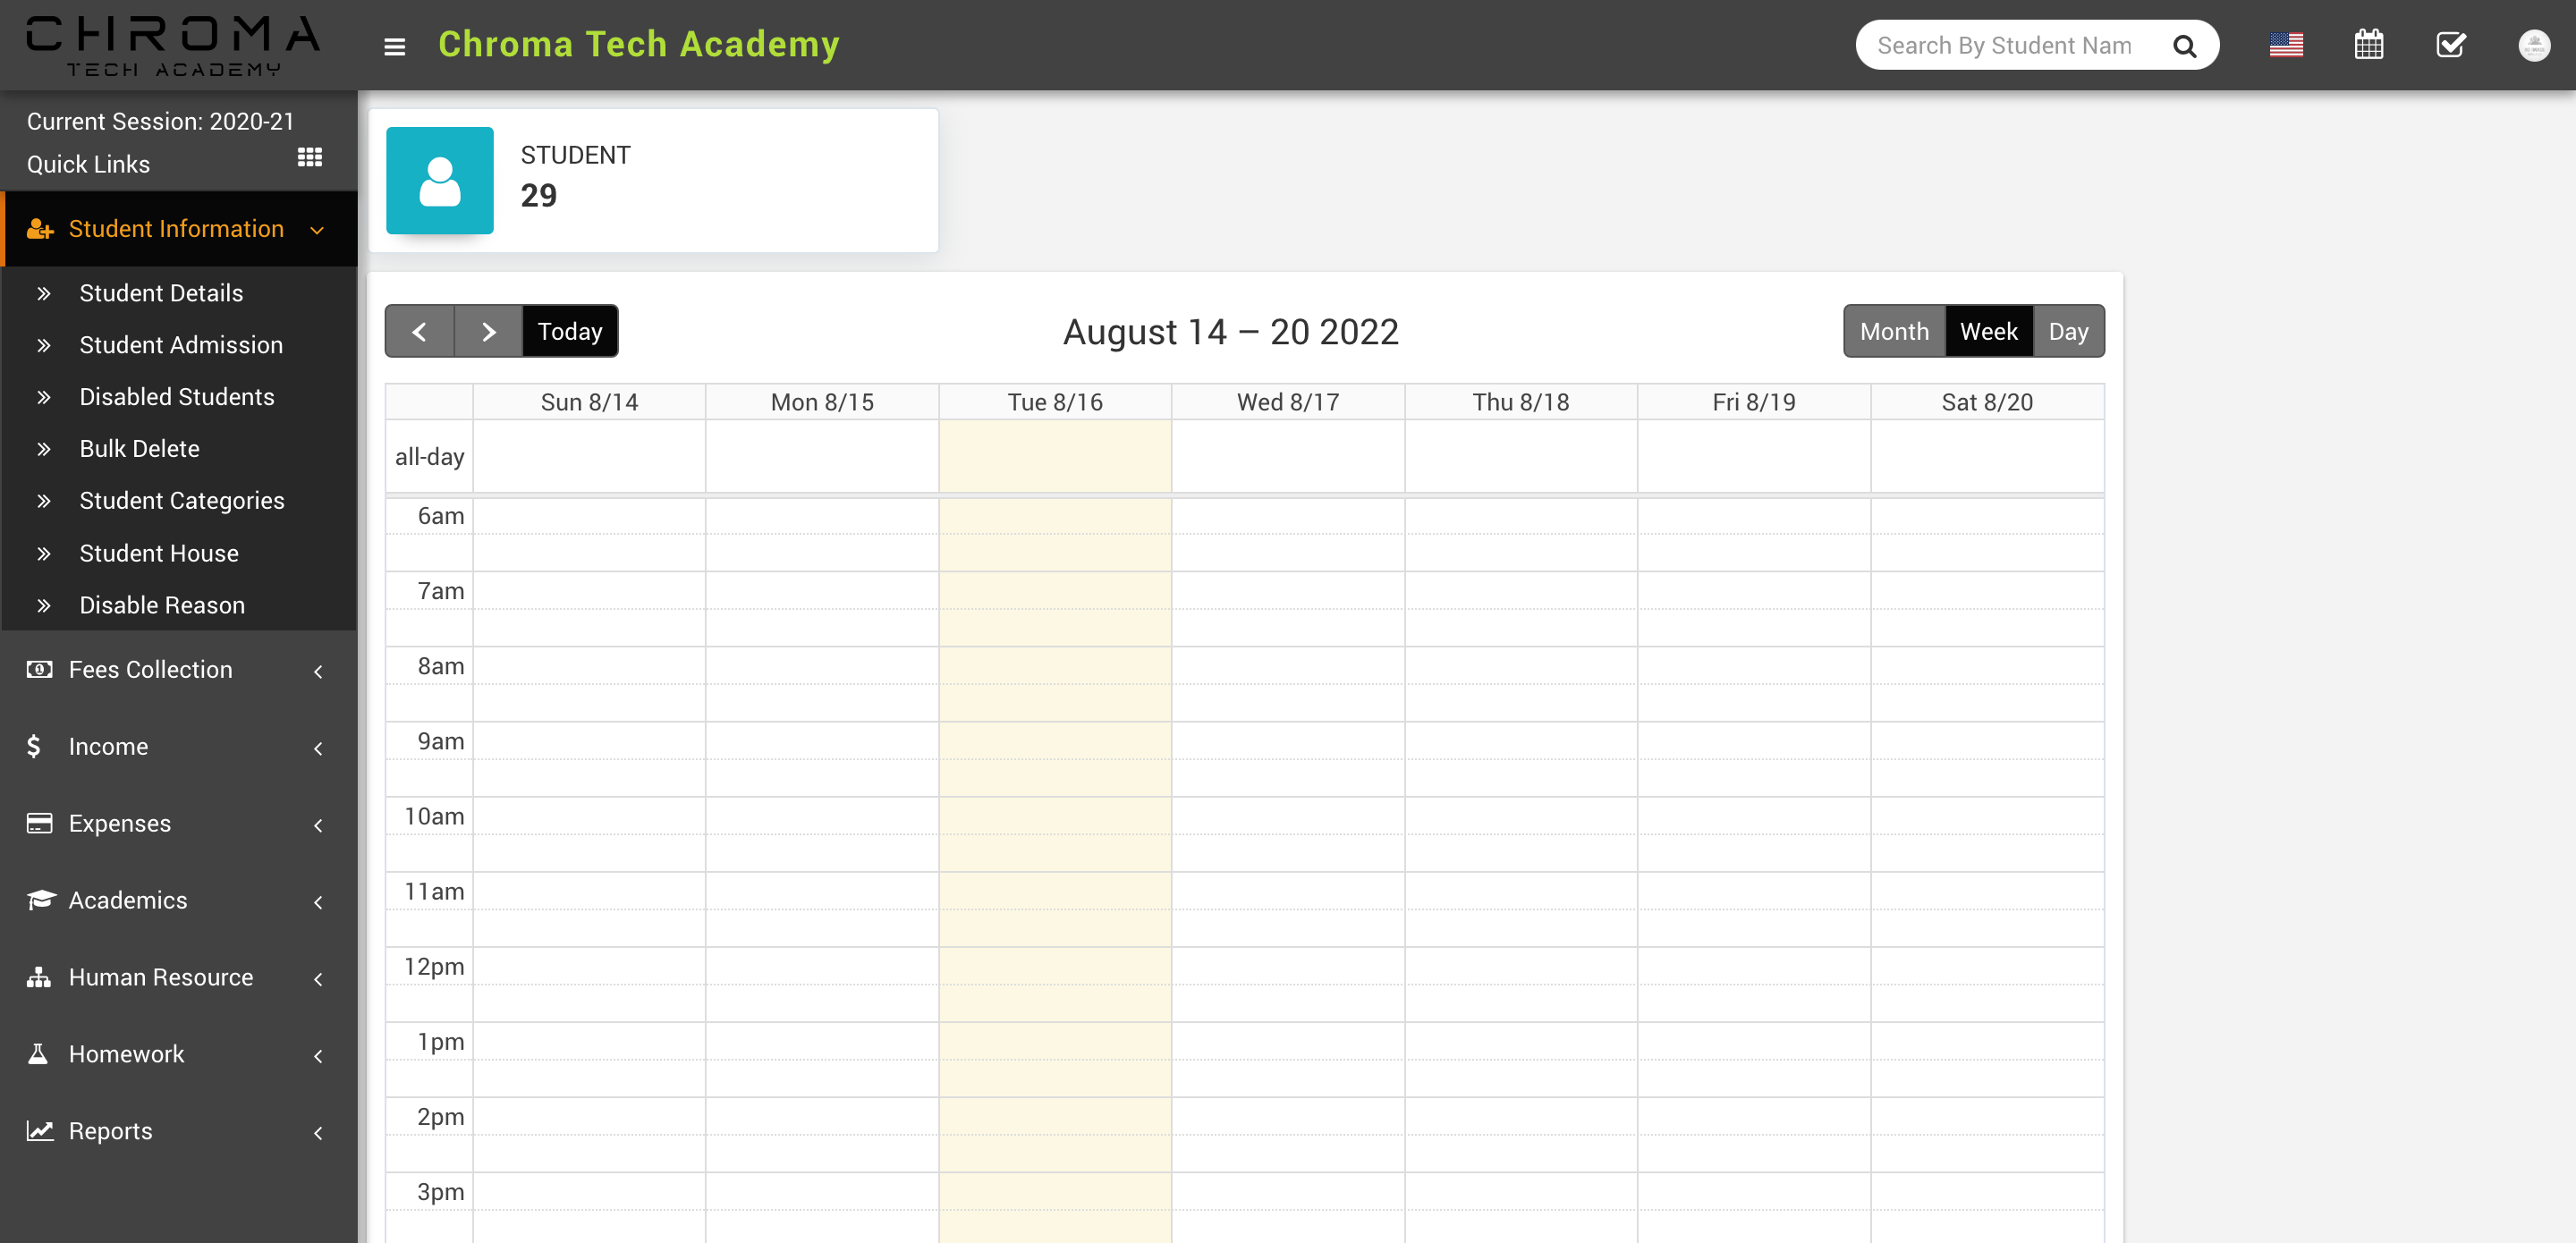 CHROMA
TECH ACADEMY
Chroma Tech Academy
Search By Student Nam
Current Session: 2020-21
Quick Links
Student Information
Student Details
Student Admission
Disabled Students
Bulk Delete
Student Categories
Student House
Disable Reason
Fees Collection
Income
Expenses
Academics
Human Resource
Homework
Reports
STUDENT
29
Today
August 14 – 20 2022
Month Week Day
Sun 8/14 Mon 8/15 Tue 8/16 Wed 8/17 Thu 8/18 Fri 8/19 Sat 8/20
all-day
6am
7am
8am
9am
10am
11am
12pm
1pm
2pm
3pm